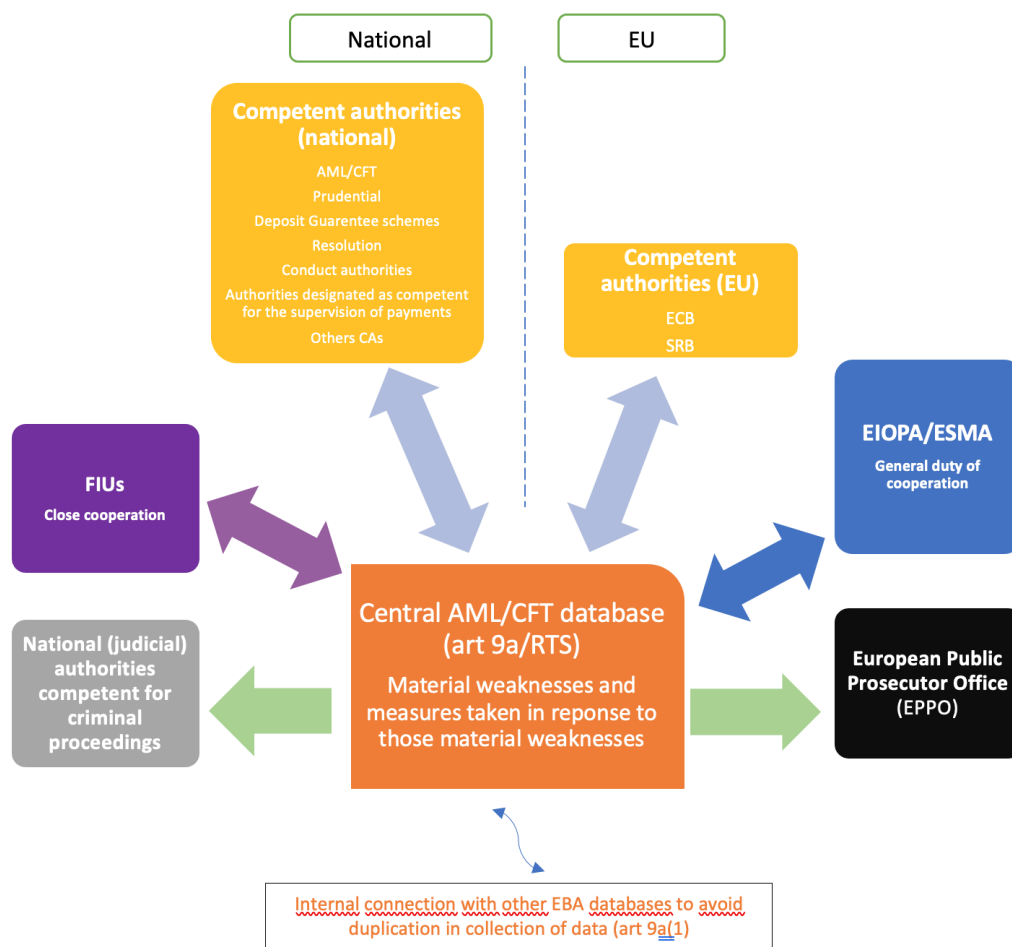 National
EU
Competent authorities
(national)
AML/CFT
Prudential
Deposit Guarentee schemes
Resolution
Conduct authorities
Authorities designated as competent
for the supervision of payments
Others CAs
Competent
authorities (EU)
ECB
SRB
EIOPA/ESMA
General duty of
cooperation
FIUs
Close cooperation
Central AML/CFT database
(art 9a/RTS)
Material weaknesses and
measures taken in reponse to
those material weaknesses
National (judicial)
authorities
competent for
criminal
proceedings
European Public
Prosecutor Office
(EPPO)
Internal connection with other EBA databases to avoid
duplication in collection of data (art 9a(1)